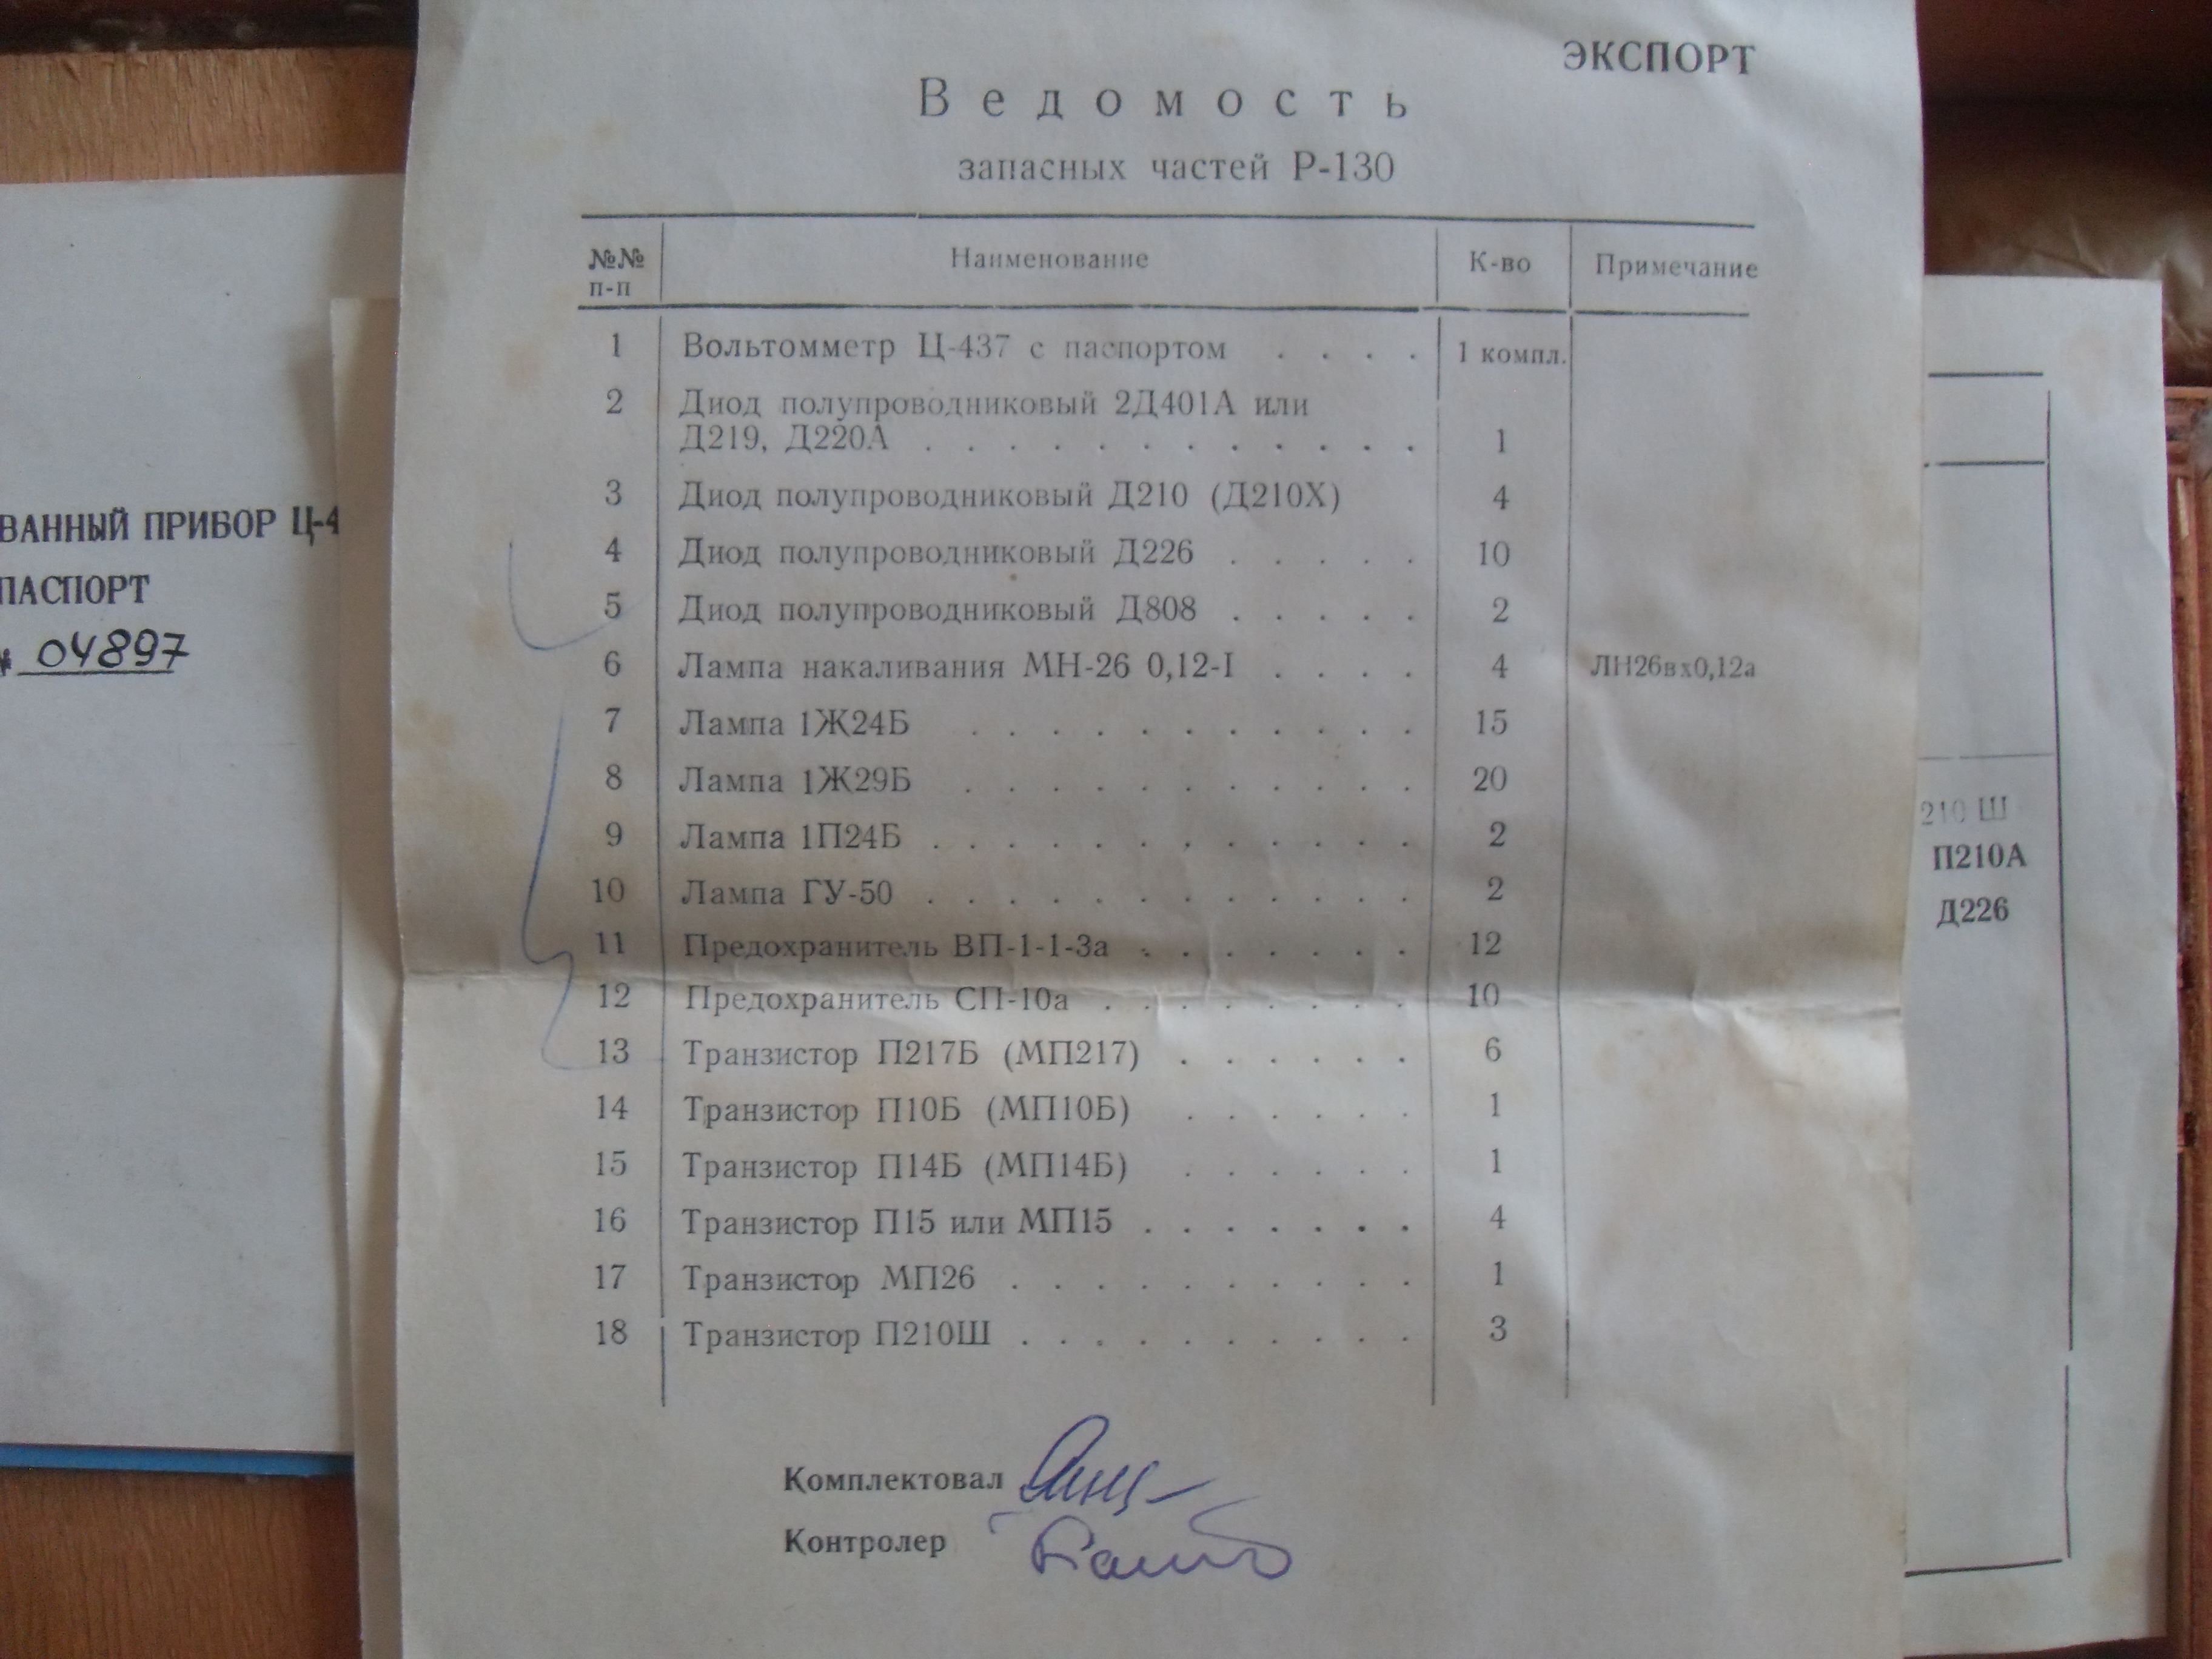 ЭКСПОРТ
Ведомость
запасных частей Р-130
№№ п-п Наименование К-во Примечание
1 Вольтомметр Ц-437 с паспортом . . . . 1 компл.
2 Диод полупроводниковый 2Д401А или
Д219, Д220А . . . . . . . . . . . . 1
3 Диод полупроводниковый Д210 (Д210Х) 4
4 Диод полупроводниковый Д226 . . . . . 10
5 Диод полупроводниковый Д808 . . . . . 2
6 Лампа накаливания МН-26 0,12-I . . . . 4 ЛН26вх0,12а
7 Лампа 1Ж24Б . . . . . . . . . . . 15
8 Лампа 1Ж29Б . . . . . . . . . . . 20
9 Лампа 1П24Б . . . . . . . . . . . . 2
10 Лампа ГУ-50 . . . . . . . . . . . . 2
11 Предохранитель ВП-1-1-3а . . . . . . . 12
12 Предохранитель СП-10а . . . . . . . . 10
13 Транзистор П217Б (МП217) . . . . . . 6
14 Транзистор П10Б (МП10Б) . . . . . . 1
15 Транзистор П14Б (МП14Б) . . . . . . 1
16 Транзистор П15 или МП15 . . . . . . . 4
17 Транзистор МП26 . . . . . . . . . . 1
18 Транзистор П210Ш . . . . . . . . . . 3
Комплектовал
Контролер
ВАННЫЙ ПРИБОР Ц-4
ПАСПОРТ
№ 04897
210 Ш
П210А
Д226